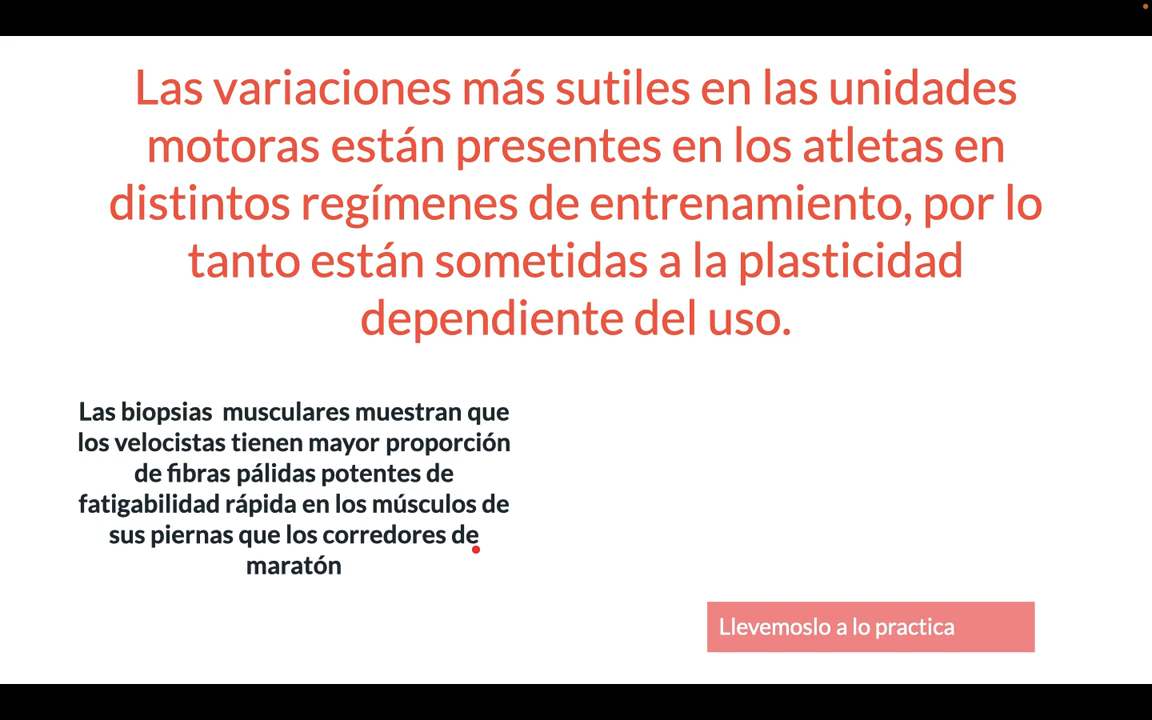 Las variaciones más sutiles en las unidades
motoras están presentes en los atletas en
distintos regímenes de entrenamiento, por lo
tanto están sometidas a la plasticidad
dependiente del uso.
Las biopsias  musculares muestran que
los velocistas tienen mayor proporción
de fibras pálidas potentes de
fatigabilidad rápida en los músculos de
sus piernas que los corredores de
maratón
Llevemoslo a lo practica